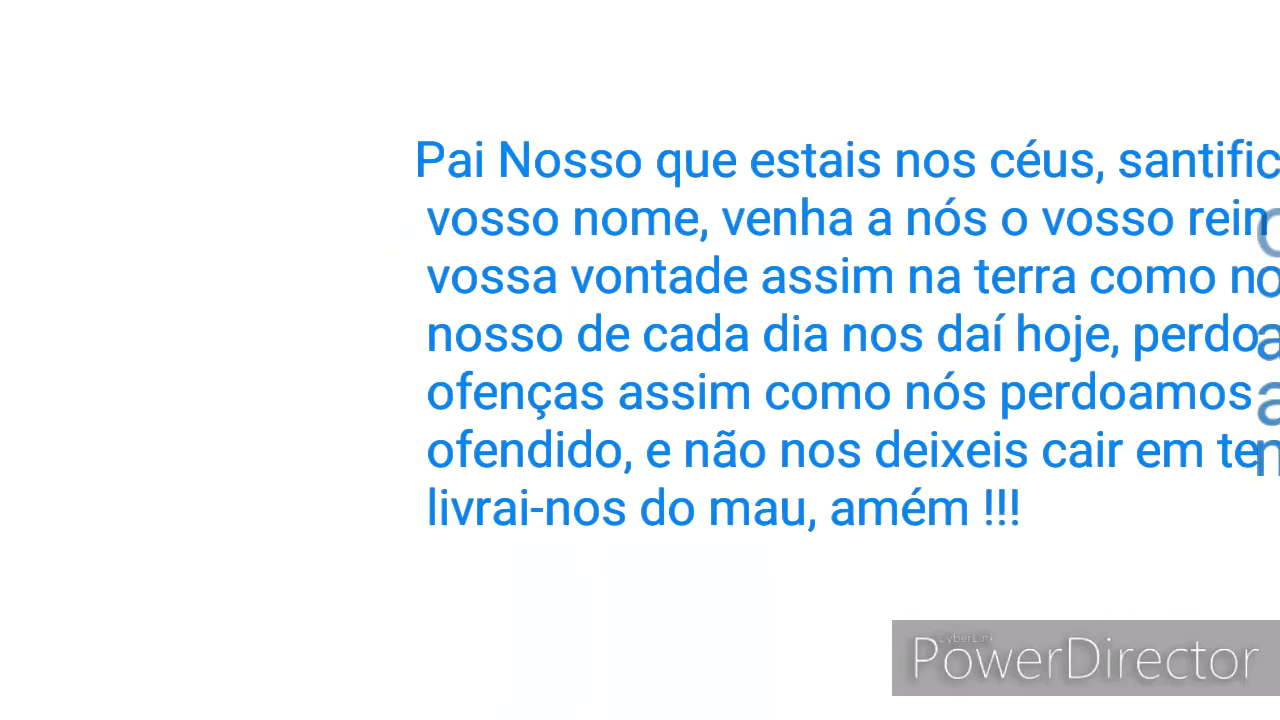 Pai Nosso que estais nos céus, santific
vosso nome, venha a nós o vosso rein
vossa vontade assim na terra como no
nosso de cada dia nos daí hoje, perdoa
ofenças assim como nós perdoamos a
ofendido, e não nos deixeis cair em te
livrai-nos do mau, amém !!!
CyberLink
PowerDirector